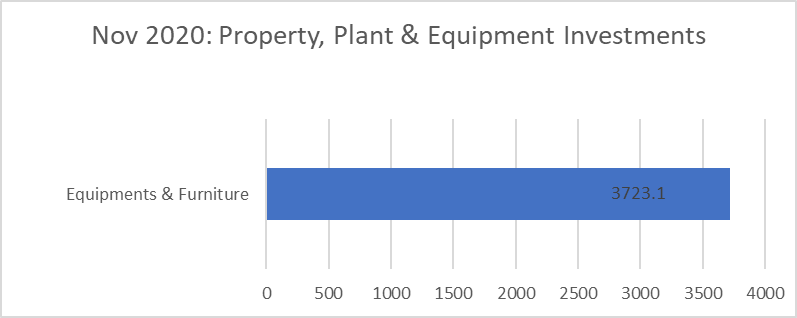 Nov 2020: Property, Plant & Equipment Investments
Equipments & Furniture
3723.1
0 500 1000 1500 2000 2500 3000 3500 4000